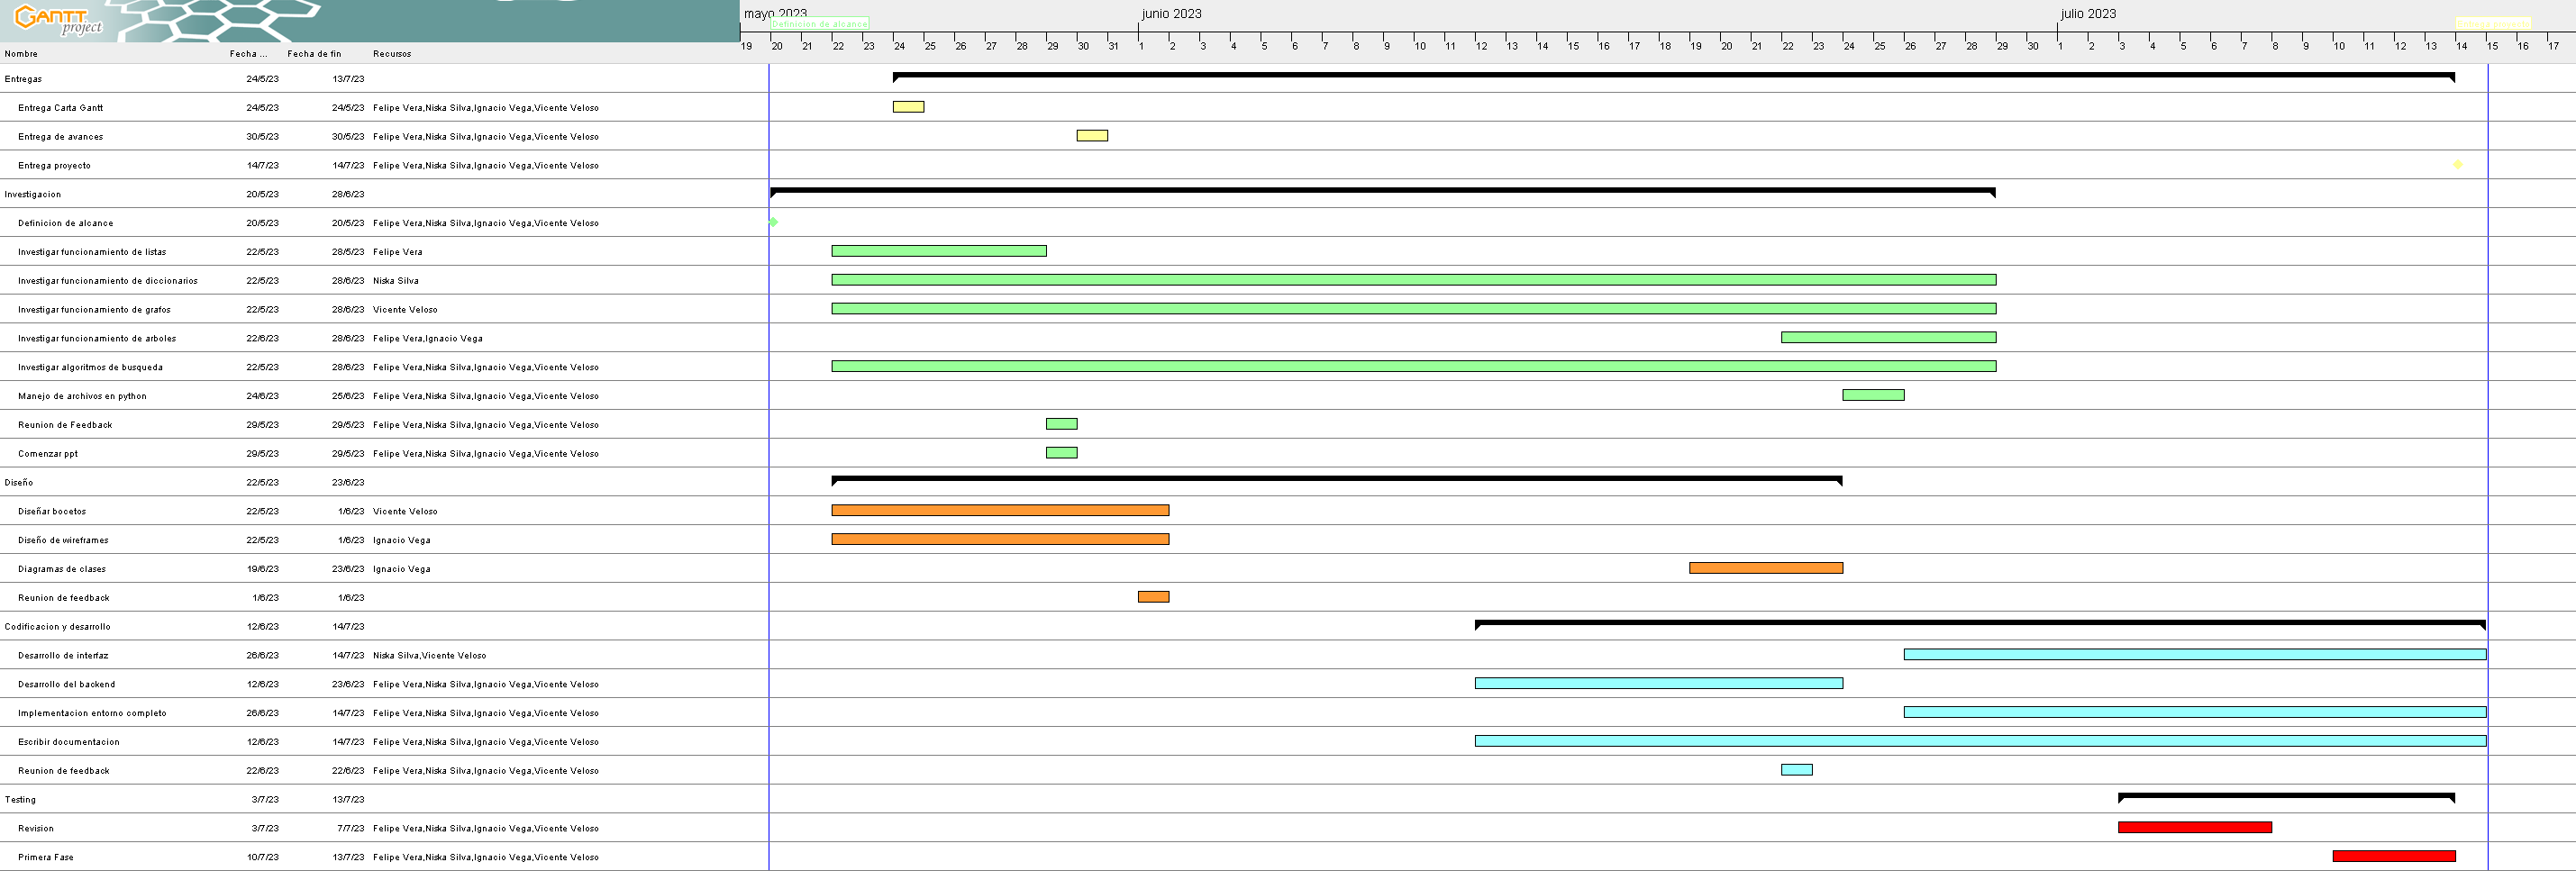 GANTT project
mayo 2023 junio 2023 julio 2023
Definicion de alcance Entrega proyecto
19 20 21 22 23 24 25 26 27 28 29 30 31 1 2 3 4 5 6 7 8 9 10 11 12 13 14 15 16 17 18 19 20 21 22 23 24 25 26 27 28 29 30 1 2 3 4 5 6 7 8 9 10 11 12 13 14 15 16 17
Nombre Fecha ... Fecha de fin Recursos
Entregas 24/5/23 13/7/23
Entrega Carta Gantt 24/5/23 24/5/23 Felipe Vera,Niska Silva,Ignacio Vega,Vicente Veloso
Entrega de avances 30/5/23 30/5/23 Felipe Vera,Niska Silva,Ignacio Vega,Vicente Veloso
Entrega proyecto 14/7/23 14/7/23 Felipe Vera,Niska Silva,Ignacio Vega,Vicente Veloso
Investigacion 20/5/23 28/6/23
Definicion de alcance 20/5/23 20/5/23 Felipe Vera,Niska Silva,Ignacio Vega,Vicente Veloso
Investigar funcionamiento de listas 22/5/23 28/5/23 Felipe Vera
Investigar funcionamiento de diccionarios 22/5/23 28/6/23 Niska Silva
Investigar funcionamiento de grafos 22/5/23 28/6/23 Vicente Veloso
Investigar funcionamiento de arboles 22/6/23 28/6/23 Felipe Vera,Ignacio Vega
Investigar algoritmos de busqueda 22/5/23 28/6/23 Felipe Vera,Niska Silva,Ignacio Vega,Vicente Veloso
Manejo de archivos en python 24/6/23 25/6/23 Felipe Vera,Niska Silva,Ignacio Vega,Vicente Veloso
Reunion de Feedback 29/5/23 29/5/23 Felipe Vera,Niska Silva,Ignacio Vega,Vicente Veloso
Comenzar ppt 29/5/23 29/5/23 Felipe Vera,Niska Silva,Ignacio Vega,Vicente Veloso
Diseño 22/5/23 23/6/23
Diseñar bocetos 22/5/23 1/6/23 Vicente Veloso
Diseño de wireframes 22/5/23 1/6/23 Ignacio Vega
Diagramas de clases 19/6/23 23/6/23 Ignacio Vega
Reunion de feedback 1/6/23 1/6/23
Codificacion y desarrollo 12/6/23 14/7/23
Desarrollo de interfaz 26/6/23 14/7/23 Niska Silva,Vicente Veloso
Desarrollo del backend 12/6/23 23/6/23 Felipe Vera,Niska Silva,Ignacio Vega,Vicente Veloso
Implementacion entorno completo 26/6/23 14/7/23 Felipe Vera,Niska Silva,Ignacio Vega,Vicente Veloso
Escribir documentacion 12/6/23 14/7/23 Felipe Vera,Niska Silva,Ignacio Vega,Vicente Veloso
Reunion de feedback 22/6/23 22/6/23 Felipe Vera,Niska Silva,Ignacio Vega,Vicente Veloso
Testing 3/7/23 13/7/23
Revision 3/7/23 7/7/23 Felipe Vera,Niska Silva,Ignacio Vega,Vicente Veloso
Primera Fase 10/7/23 13/7/23 Felipe Vera,Niska Silva,Ignacio Vega,Vicente Veloso